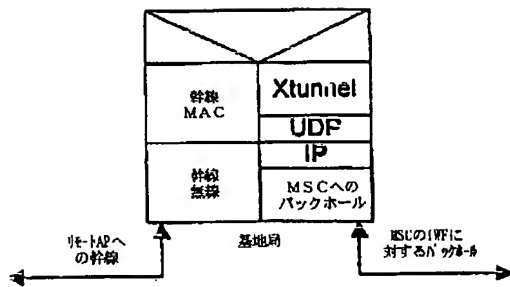 幹線
MAC
Xtunnel
UDP
IP
幹線
無線
MSCへの
バックホール
リモートAPへ
の幹線
基地局
MSCのIWFに
対するバックホール